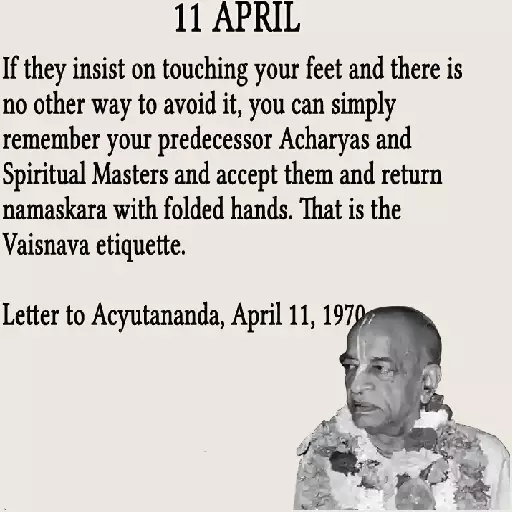 11 APRIL
If they insist on touching your feet and there is
no other way to avoid it, you can simply
remember your predecessor Acharyas and
Spiritual Masters and accept them and return
namaskara with folded hands. That is the
Vaisnava etiquette.
Letter to Acyutananda, April 11, 1970